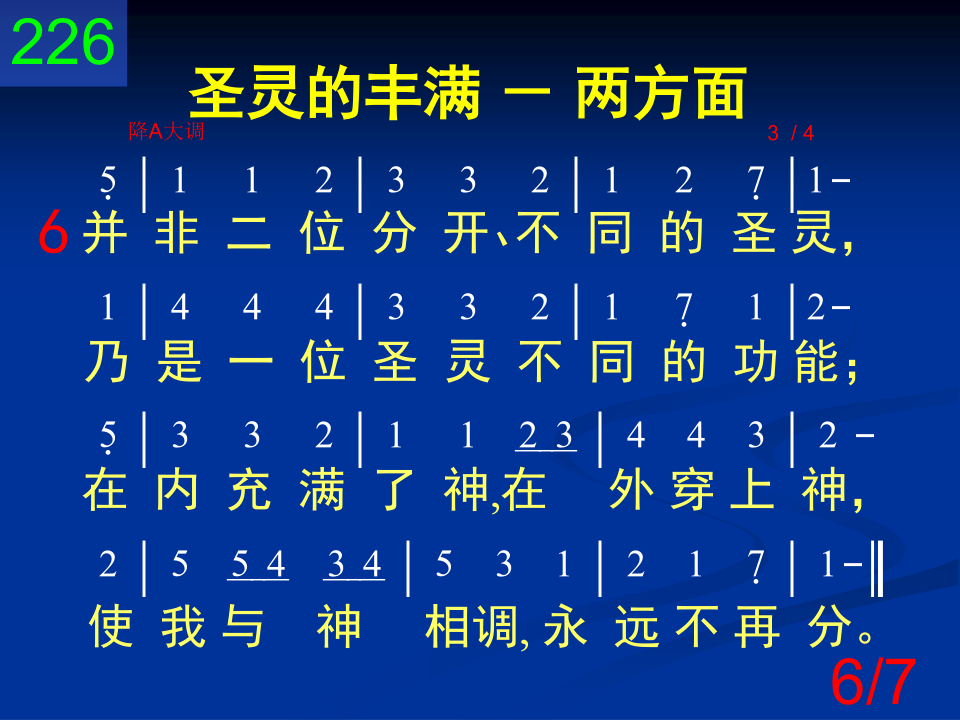 226
圣灵的丰满 － 两方面
降A大调 3 / 4
5̣ | 1 1 2 | 3 3 2 | 1 2 7̣ | 1 -
6 并 非 二 位 分 开、不 同 的 圣 灵，
1 | 4 4 4 | 3 3 2 | 1 7̣ 1 | 2 -
乃 是 一 位 圣 灵 不 同 的 功 能；
5̣ | 3 3 2 | 1 1 2 3 | 4 4 3 | 2 -
在 内 充 满 了 神,在 外 穿 上 神，
2 | 5 5 4 3 4 | 5 3 1 | 2 1 7̣ | 1 - ‖
使 我 与 神 相调, 永 远 不 再 分。
6/7